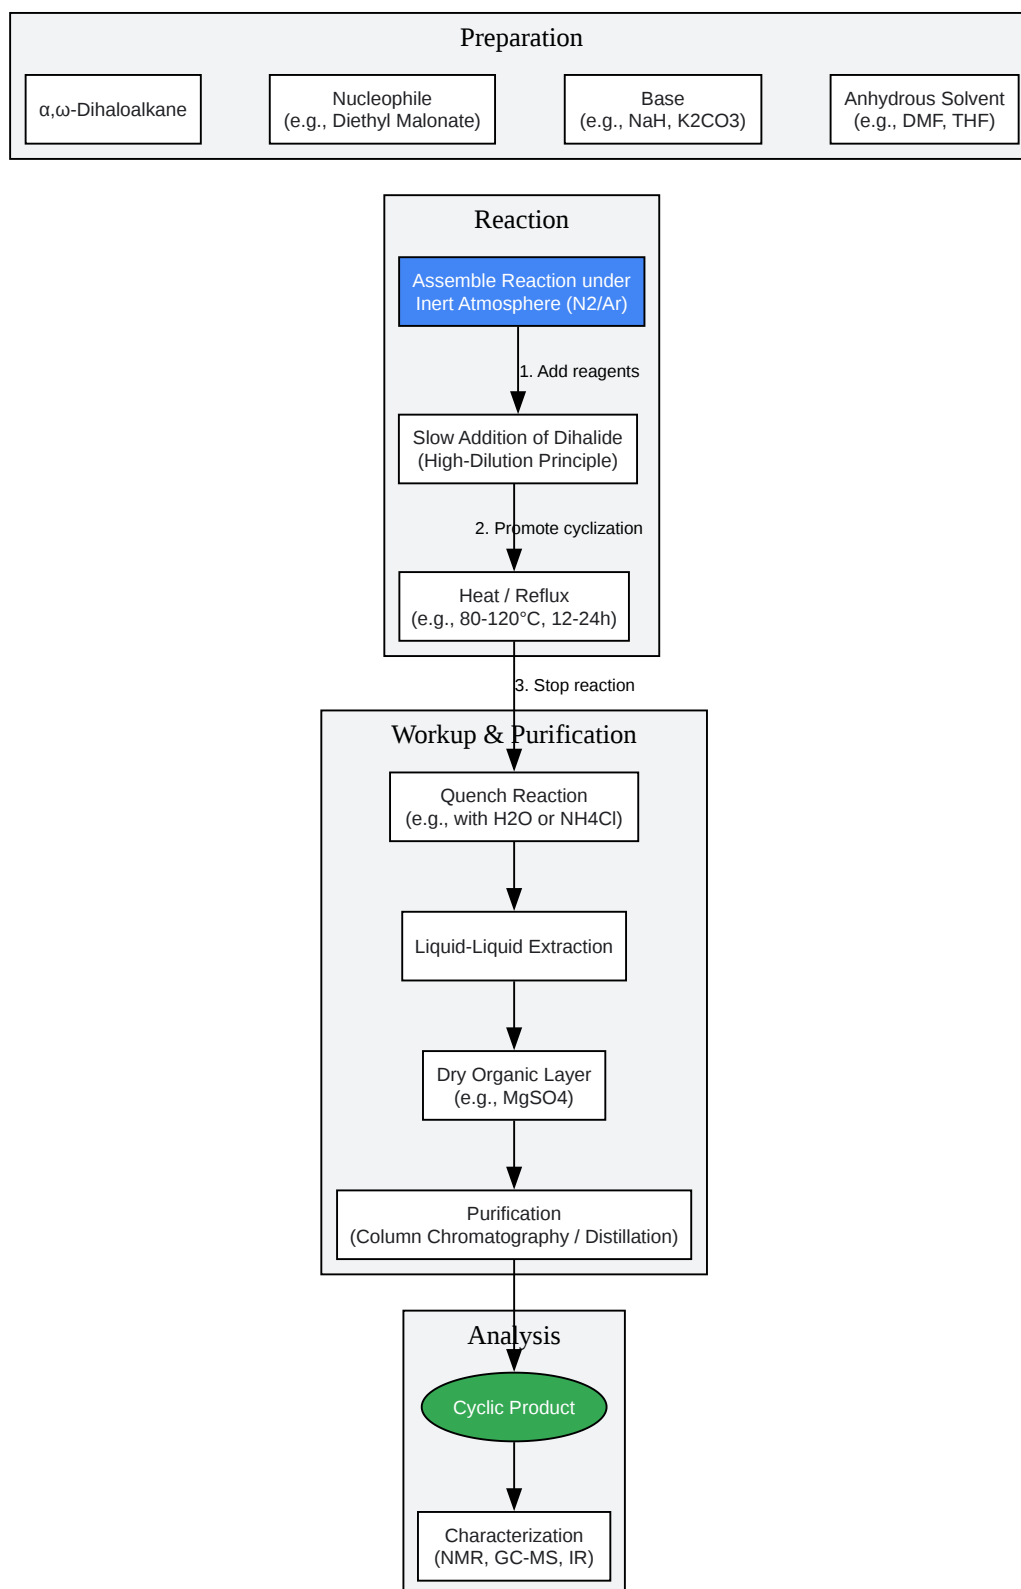 Preparation
α,ω-Dihaloalkane
Nucleophile
(e.g., Diethyl Malonate)
Base
(e.g., NaH, K2CO3)
Anhydrous Solvent
(e.g., DMF, THF)
Reaction
Assemble Reaction under
Inert Atmosphere (N2/Ar)
1. Add reagents
Slow Addition of Dihalide
(High-Dilution Principle)
2. Promote cyclization
Heat / Reflux
(e.g., 80-120°C, 12-24h)
3. Stop reaction
Workup & Purification
Quench Reaction
(e.g., with H2O or NH4Cl)
Liquid-Liquid Extraction
Dry Organic Layer
(e.g., MgSO4)
Purification
(Column Chromatography / Distillation)
Analysis
Cyclic Product
Characterization
(NMR, GC-MS, IR)